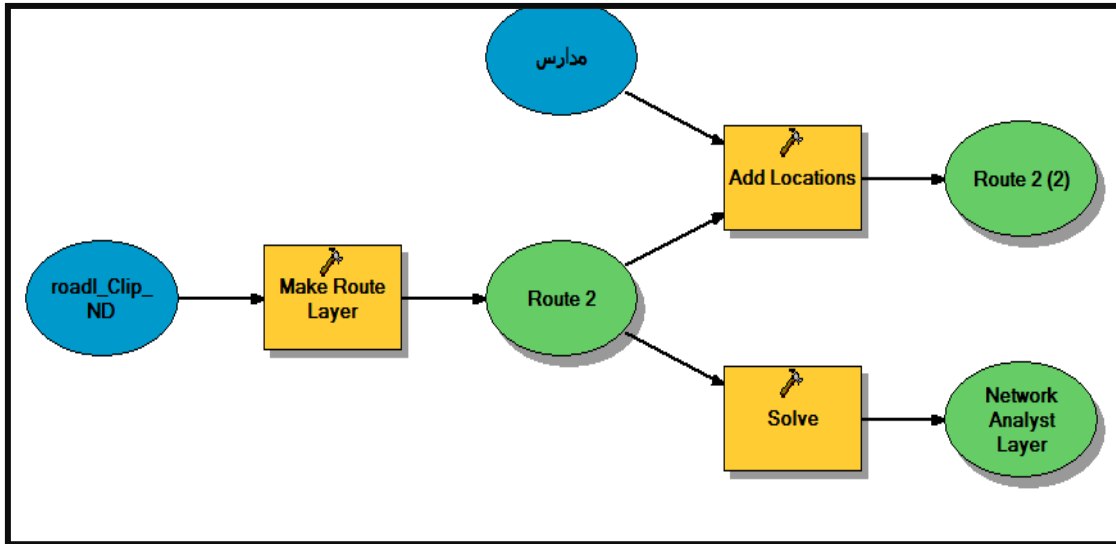 مدارس
Add Locations
Route 2 (2)
roadl_Clip_
ND
Make Route
Layer
Route 2
Solve
Network
Analyst
Layer